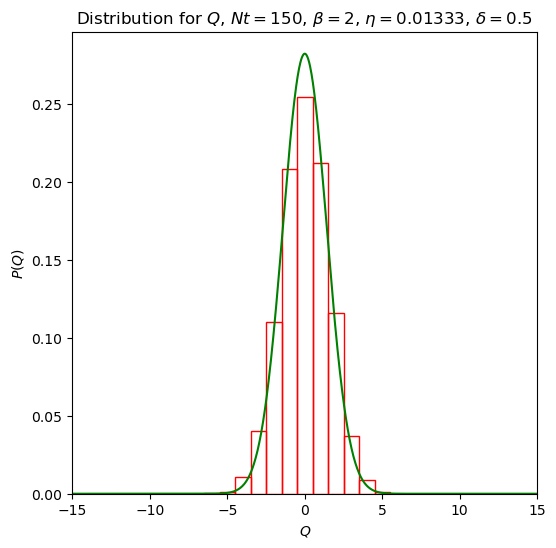 Distribution for Q, Nt = 150, β = 2, η = 0.01333, δ = 0.5
P(Q)
0.25
0.20
0.15
0.10
0.05
0.00
−15 −10 −5 0 5 10 15
Q